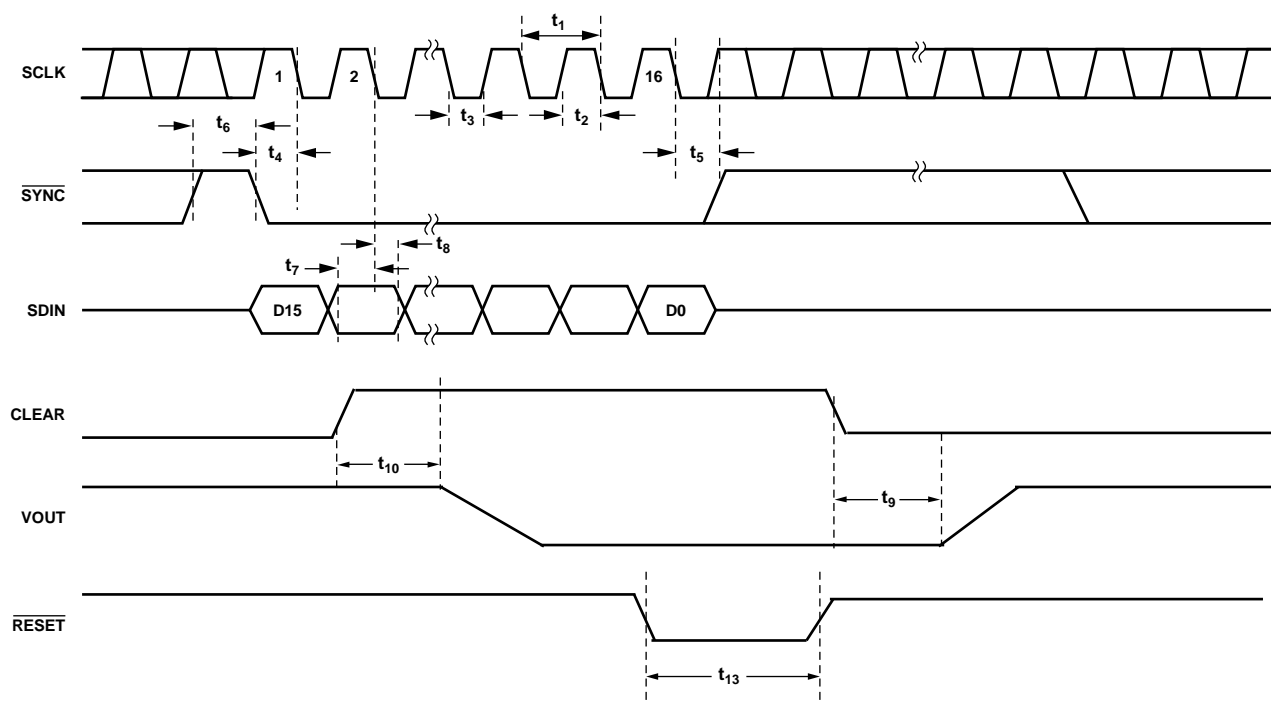 t1
SCLK
1
2
16
t6
t3
t2
t4
t5
SYNC
t8
t7
SDIN
D15
D0
CLEAR
t10
t9
VOUT
RESET
t13